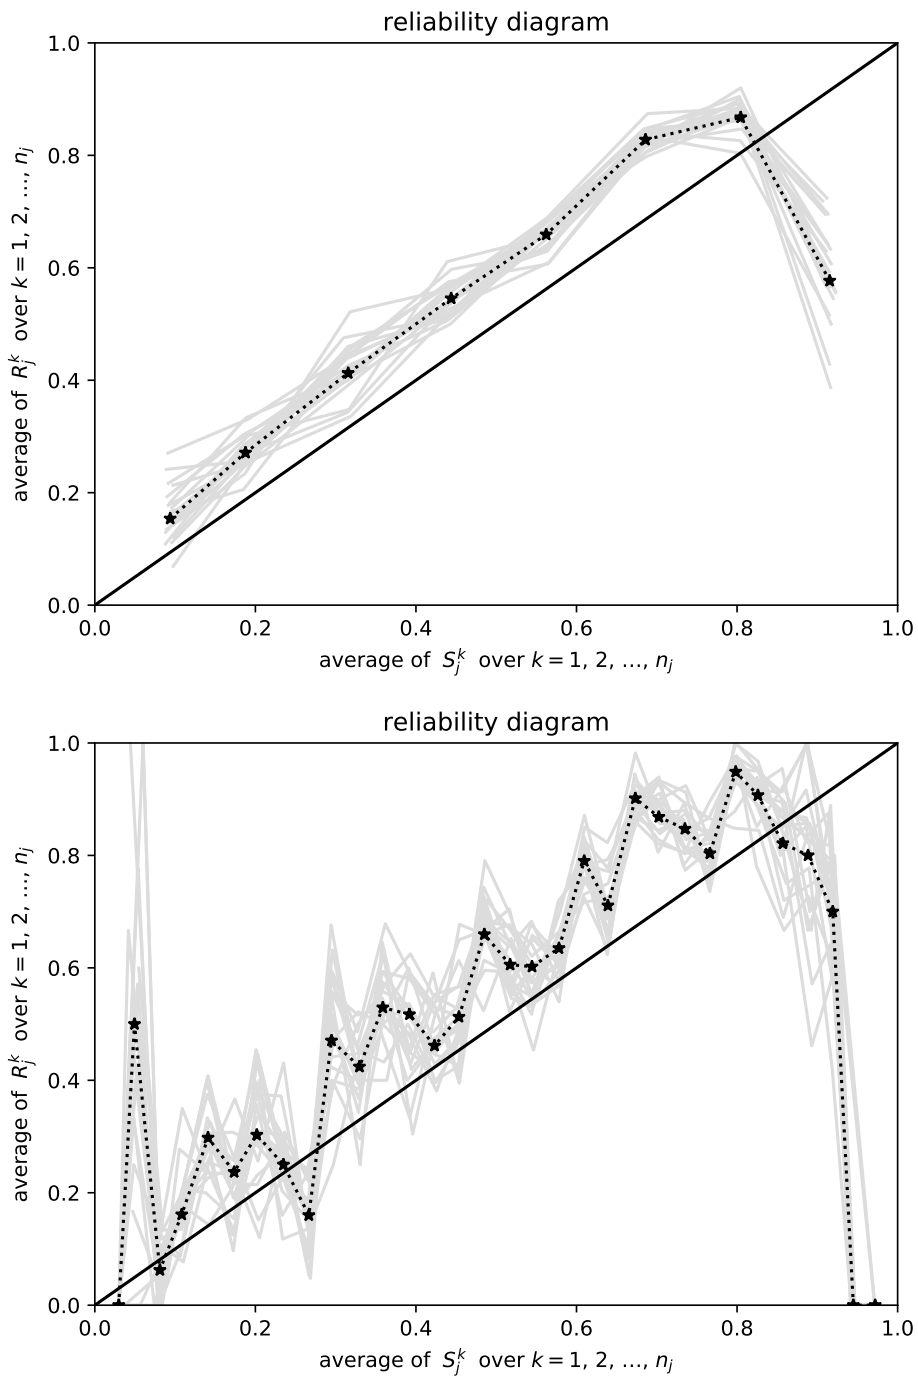 reliability diagram
1.0
0.8
0.6
0.4
0.2
0.0
average of R_j^k over k = 1, 2, ..., n_j
0.0 0.2 0.4 0.6 0.8 1.0
average of S_j^k over k = 1, 2, ..., n_j
reliability diagram
1.0
0.8
0.6
0.4
0.2
0.0
average of R_j^k over k = 1, 2, ..., n_j
0.0 0.2 0.4 0.6 0.8 1.0
average of S_j^k over k = 1, 2, ..., n_j